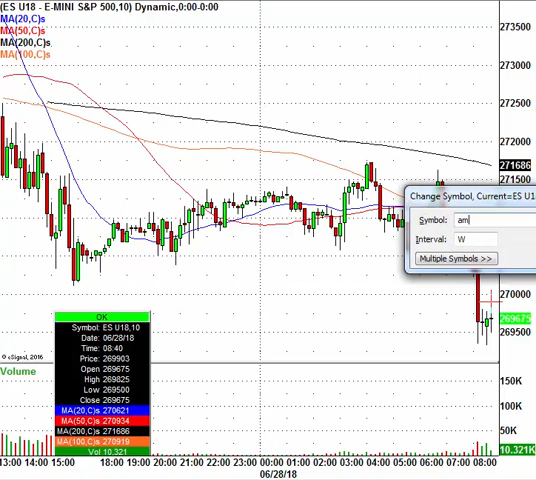 (ES U18 - E-MINI S&P 500,10) Dynamic,0:00-0:00
MA(20,C)s
MA(50,C)s
MA(200,C)s
MA(100,C)s
273500
273000
272500
272000
271686
271500
Change Symbol, Current=ES U18
Symbol: am
Interval: W
Multiple Symbols >>
270000
269675
269500
OK
Symbol: ES U18,10
Date: 06/28/18
Time: 08:40
Price: 269903
Open 269675
High 269825
Low 269500
Close 269675
MA(20,C)s 270621
MA(50,C)s 270934
MA(200,C)s 271686
MA(100,C)s 270919
Vol 10.321
© eSignal, 2016
Volume
150K
100K
50K
10.321K
13:00 14:00 15:00 18:00 19:00 20:00 21:00 22:00 23:00 00:00 01:00 02:00 03:00 04:00 05:00 06:00 07:00 08:00
06/28/18